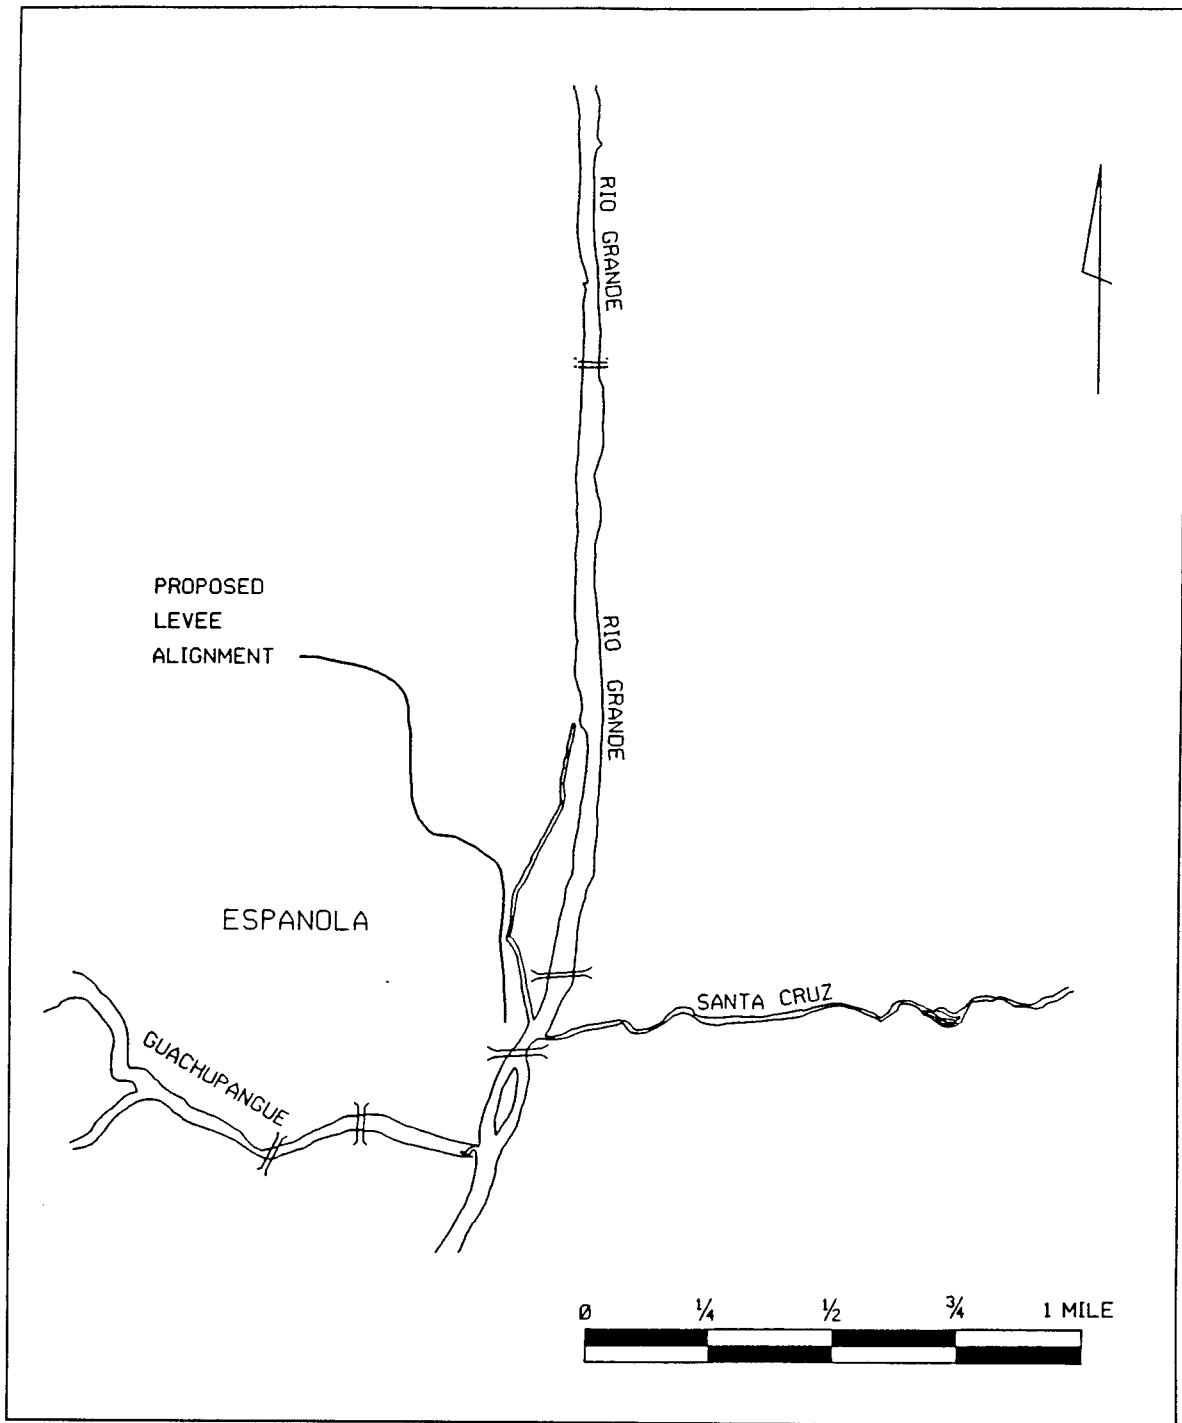 RIO GRANDE
PROPOSED
LEVEE
ALIGNMENT
RIO GRANDE
ESPANOLA
SANTA CRUZ
GUACHUPANGUE
0 1/4 1/2 3/4 1 MILE